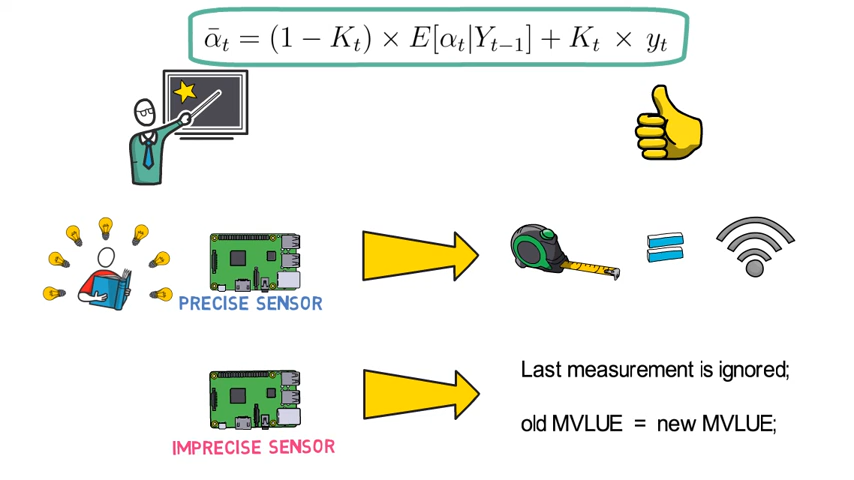 ᾱ_t = (1 − K_t) × E[α_t|Y_{t−1}] + K_t × y_t
PRECISE SENSOR
Last measurement is ignored;
old MVLUE = new MVLUE;
IMPRECISE SENSOR